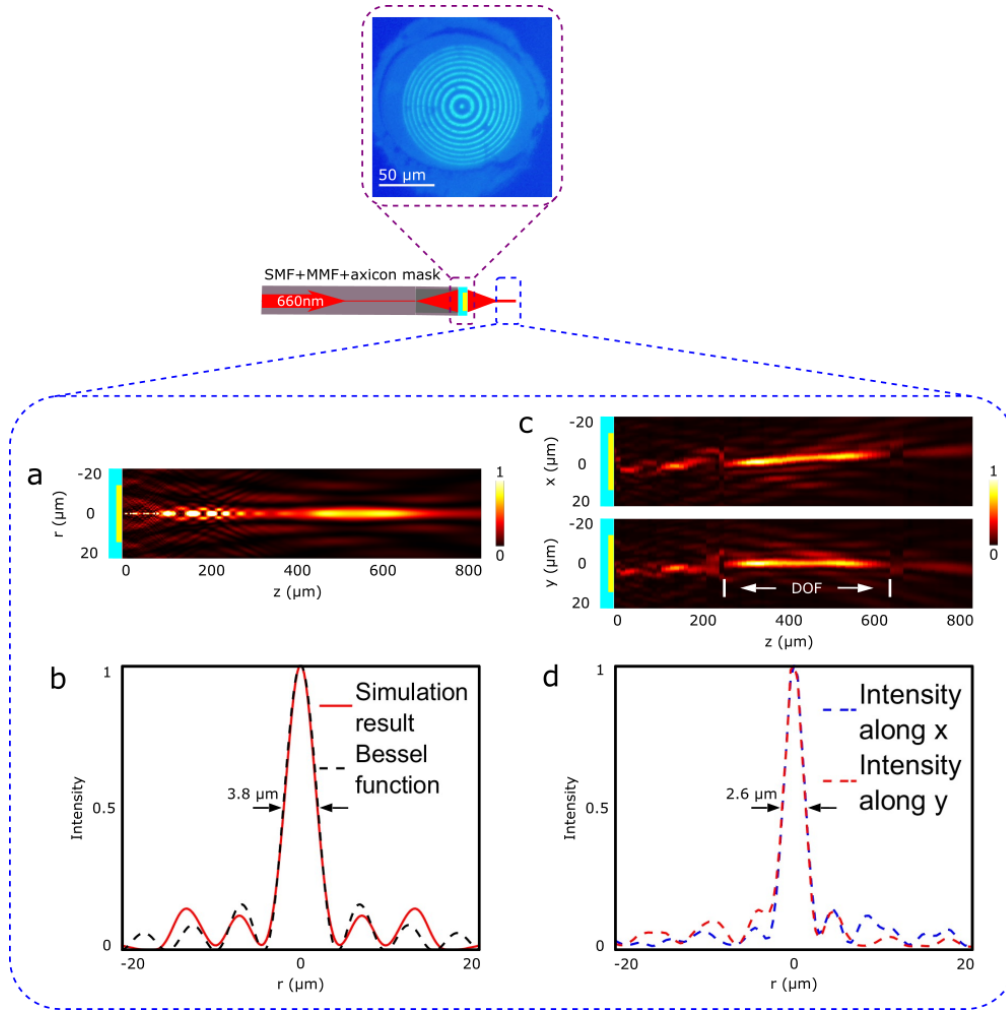 50 μm
SMF+MMF+axicon mask
660nm
a
-20
0
20
r (μm)
0
200
400
600
800
z (μm)
1
0
c
-20
0
20
x (μm)
-20
0
20
y (μm)
DOF
0
200
400
600
800
z (μm)
1
0
b
1
0.5
0
Intensity
Simulation
result
Bessel
function
3.8 μm
-20
0
20
r (μm)
d
1
0.5
0
Intensity
Intensity
along x
Intensity
along y
2.6 μm
-20
0
20
r (μm)